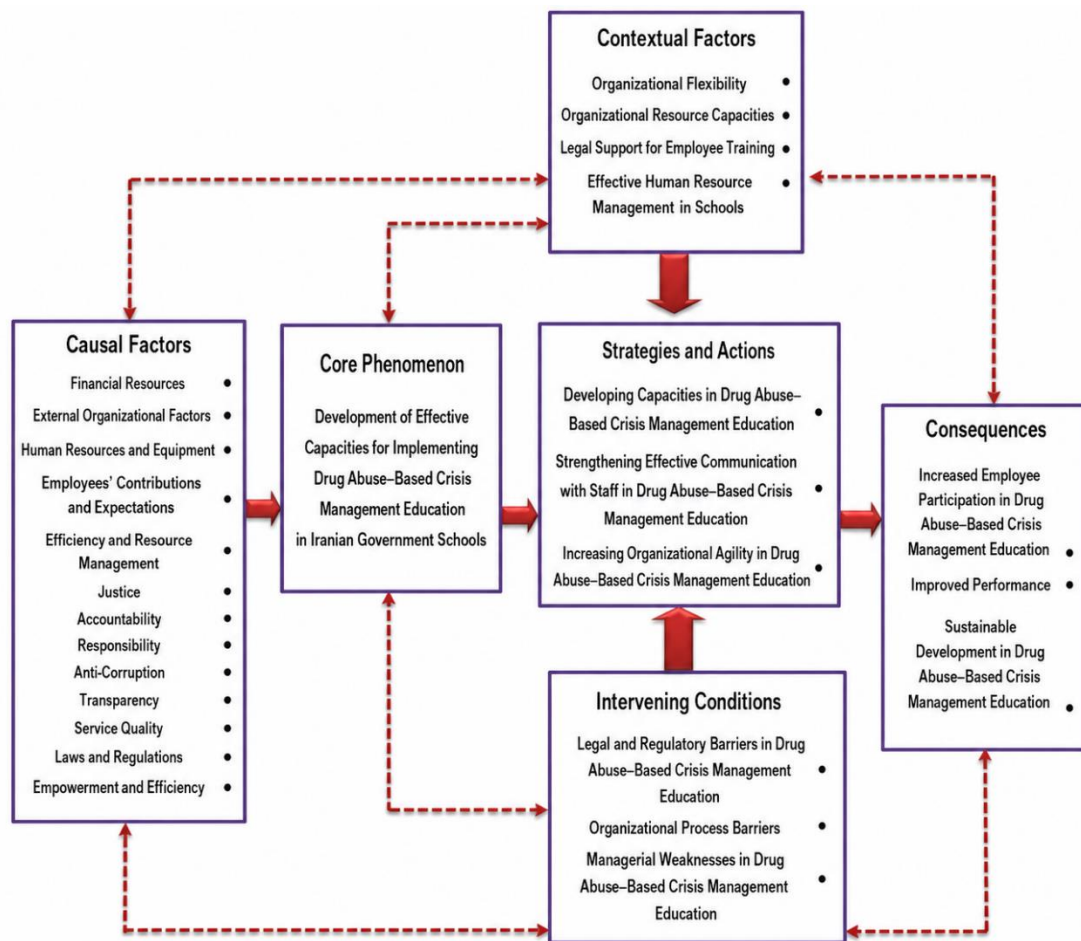 Contextual Factors
Organizational Flexibility •
Organizational Resource Capacities •
Legal Support for Employee Training •
Effective Human Resource •
Management in Schools
Causal Factors
Financial Resources •
External Organizational Factors •
Human Resources and Equipment •
Employees' Contributions
and Expectations •
Efficiency and Resource
Management •
Justice •
Accountability •
Responsibility •
Anti-Corruption •
Transparency •
Service Quality •
Laws and Regulations •
Empowerment and Efficiency •
Core Phenomenon
Development of Effective
Capacities for Implementing
Drug Abuse–Based Crisis
Management Education
in Iranian Government Schools
Strategies and Actions
Developing Capacities in Drug Abuse–
Based Crisis Management Education •
Strengthening Effective Communication
with Staff in Drug Abuse–Based Crisis •
Management Education
Increasing Organizational Agility in Drug
Abuse–Based Crisis Management Education •
Consequences
Increased Employee
Participation in Drug
Abuse–Based Crisis
Management Education •
Improved Performance •
Sustainable
Development in Drug
Abuse–Based Crisis
Management Education •
Intervening Conditions
Legal and Regulatory Barriers in Drug
Abuse–Based Crisis Management •
Education
Organizational Process Barriers •
Managerial Weaknesses in Drug
Abuse–Based Crisis Management •
Education